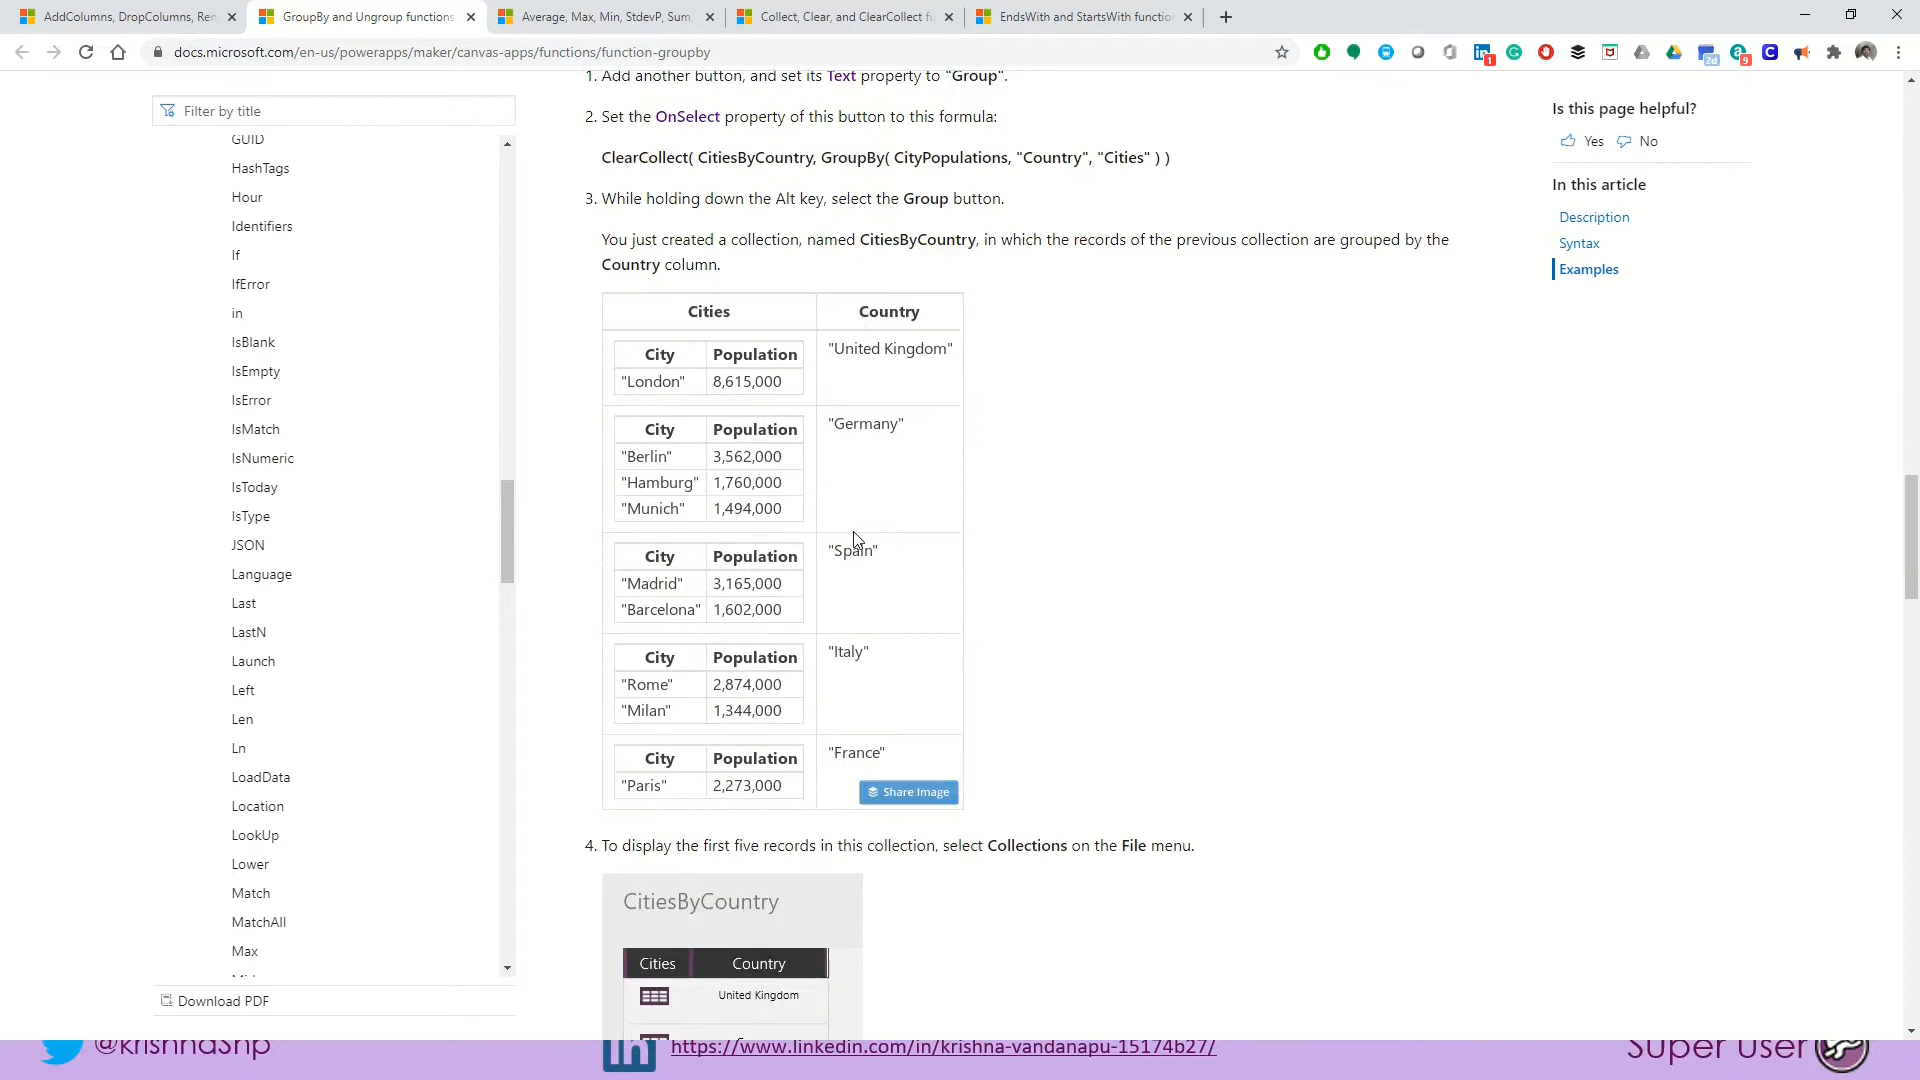 AddColumns, DropColumns, Ren
GroupBy and Ungroup functions
Average, Max, Min, StdevP, Sum,
Collect, Clear, and ClearCollect fu
EndsWith and StartsWith functio
docs.microsoft.com/en-us/powerapps/maker/canvas-apps/functions/function-groupby
1
2d
9
Filter by title
GUID
HashTags
Hour
Identifiers
If
IfError
in
IsBlank
IsEmpty
IsError
IsMatch
IsNumeric
IsToday
IsType
JSON
Language
Last
LastN
Launch
Left
Len
Ln
LoadData
Location
LookUp
Lower
Match
MatchAll
Max
Download PDF
1. Add another button, and set its Text property to "Group".
2. Set the OnSelect property of this button to this formula:
ClearCollect( CitiesByCountry, GroupBy( CityPopulations, "Country", "Cities" ) )
3. While holding down the Alt key, select the Group button.
You just created a collection, named CitiesByCountry, in which the records of the previous collection are grouped by the
Country column.
Cities Country
City Population "United Kingdom"
"London" 8,615,000
City Population "Germany"
"Berlin" 3,562,000
"Hamburg" 1,760,000
"Munich" 1,494,000
City Population "Spain"
"Madrid" 3,165,000
"Barcelona" 1,602,000
City Population "Italy"
"Rome" 2,874,000
"Milan" 1,344,000
City Population "France"
"Paris" 2,273,000
Share Image
4. To display the first five records in this collection, select Collections on the File menu.
CitiesByCountry
Cities Country
United Kingdom
Is this page helpful?
Yes No
In this article
Description
Syntax
Examples
@krishnaShp
https://www.linkedin.com/in/krishna-vandanapu-15174b27/
Super User